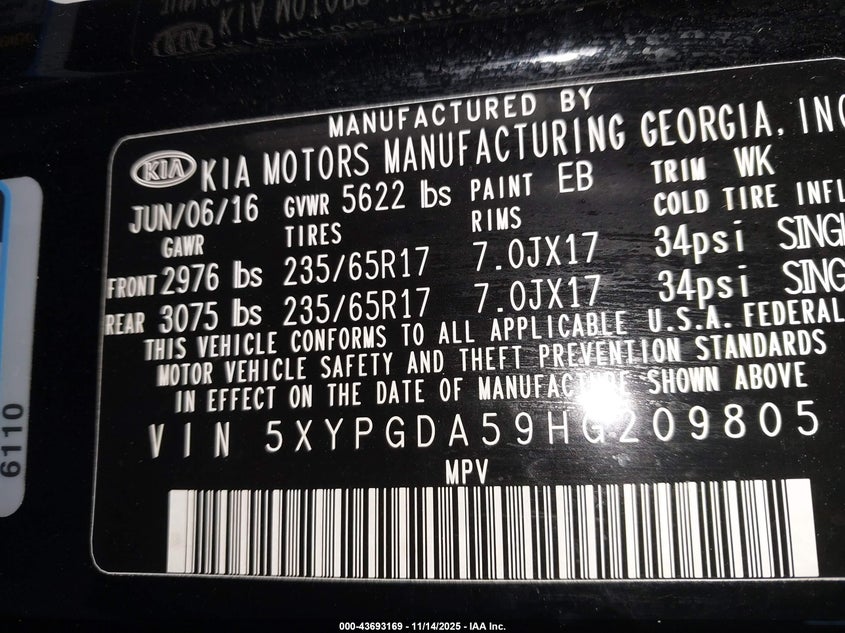 MANUFACTURED BY
KIA KIA MOTORS MANUFACTURING GEORGIA, INC
JUN/06/16 GVWR 5622 lbs PAINT EB TRIM WK
GAWR TIRES RIMS COLD TIRE INFL
FRONT 2976 lbs 235/65R17 7.0JX17 34psi SINGL
REAR 3075 lbs 235/65R17 7.0JX17 34psi SING
THIS VEHICLE CONFORMS TO ALL APPLICABLE U.S.A. FEDERAL
MOTOR VEHICLE SAFETY AND THEFT PREVENTION STANDARDS
IN EFFECT ON THE DATE OF MANUFACTURE SHOWN ABOVE
VIN 5XYPGDA59HG209805
MPV
6110
000-43693169 - 11/14/2025 - IAA Inc.